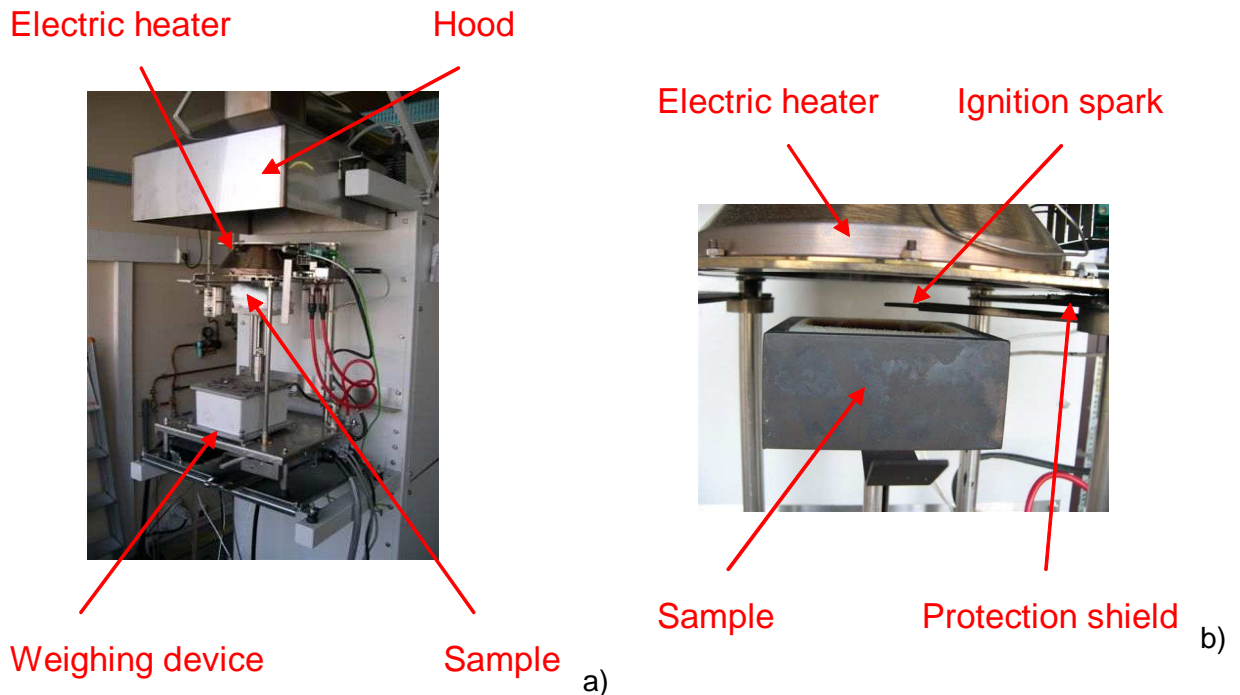 Electric heater
Hood
Weighing device
Sample
a)
Electric heater
Ignition spark
Sample
Protection shield
b)